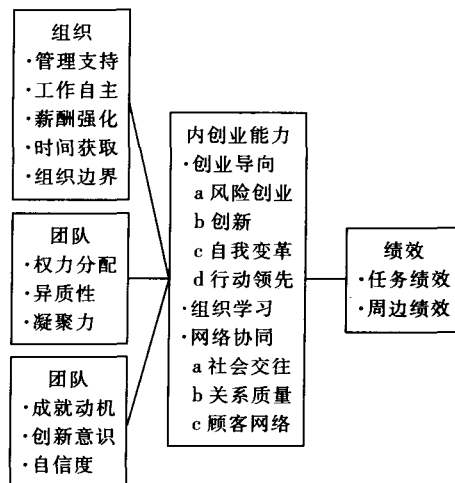 组织
·管理支持
·工作自主
·薪酬强化
·时间获取
·组织边界
团队
·权力分配
·异质性
·凝聚力
团队
·成就动机
·创新意识
·自信度
内创业能力
·创业导向
a 风险创业
b 创新
c 自我变革
d 行动领先
·组织学习
·网络协同
a 社会交往
b 关系质量
c 顾客网络
绩效
·任务绩效
·周边绩效